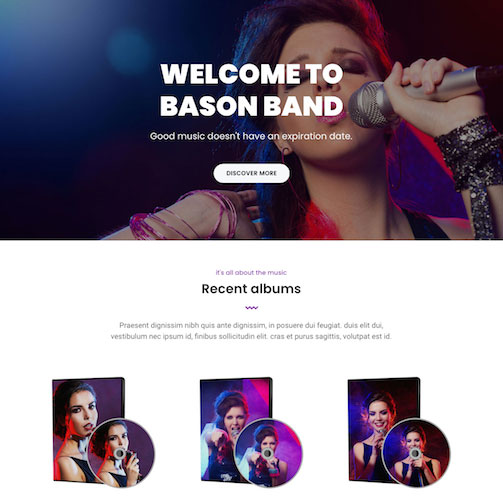 WELCOME TO
BASON BAND
Good music doesn't have an expiration date.
DISCOVER MORE
it's all about the music
Recent albums
Praesent dignissim nibh quis ante dignissim, in posuere dui feugiat. duis elit dui,
vestibulum nec ipsum id, finibus sollicitudin elit. cras et purus sagittis, volutpat est id.